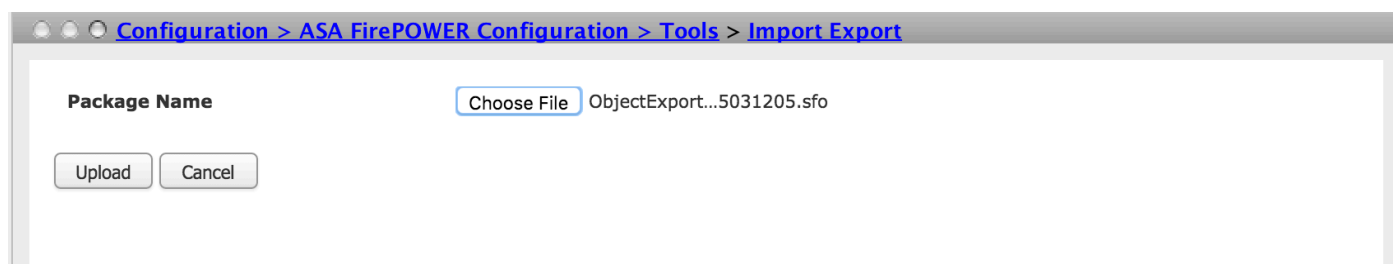 Configuration > ASA FirePOWER Configuration > Tools > Import Export
Package Name Choose File ObjectExport...5031205.sfo
Upload Cancel